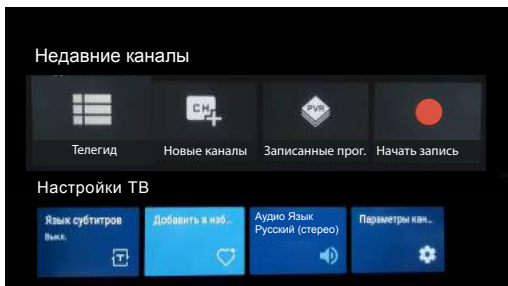 Недавние каналы
CH+
PVR
Телегид
Новые каналы
Записанные прог.
Начать запись
Настройки ТВ
Язык субтитров
Выкл.
Добавить в изб...
Аудио Язык
Русский (стерео)
Параметры кан...